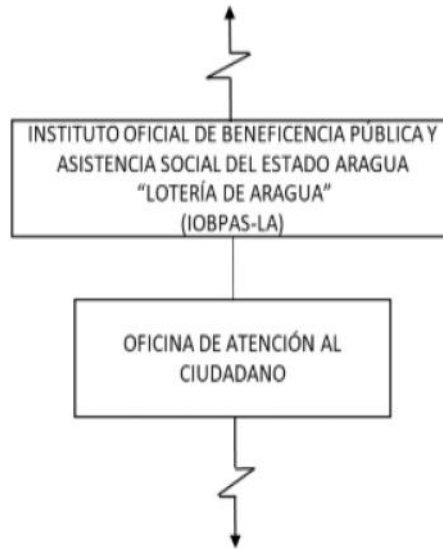 INSTITUTO OFICIAL DE BENEFICENCIA PÚBLICA Y
ASISTENCIA SOCIAL DEL ESTADO ARAGUA
“LOTERÍA DE ARAGUA”
(IOBPAS-LA)
OFICINA DE ATENCIÓN AL
CIUDADANO